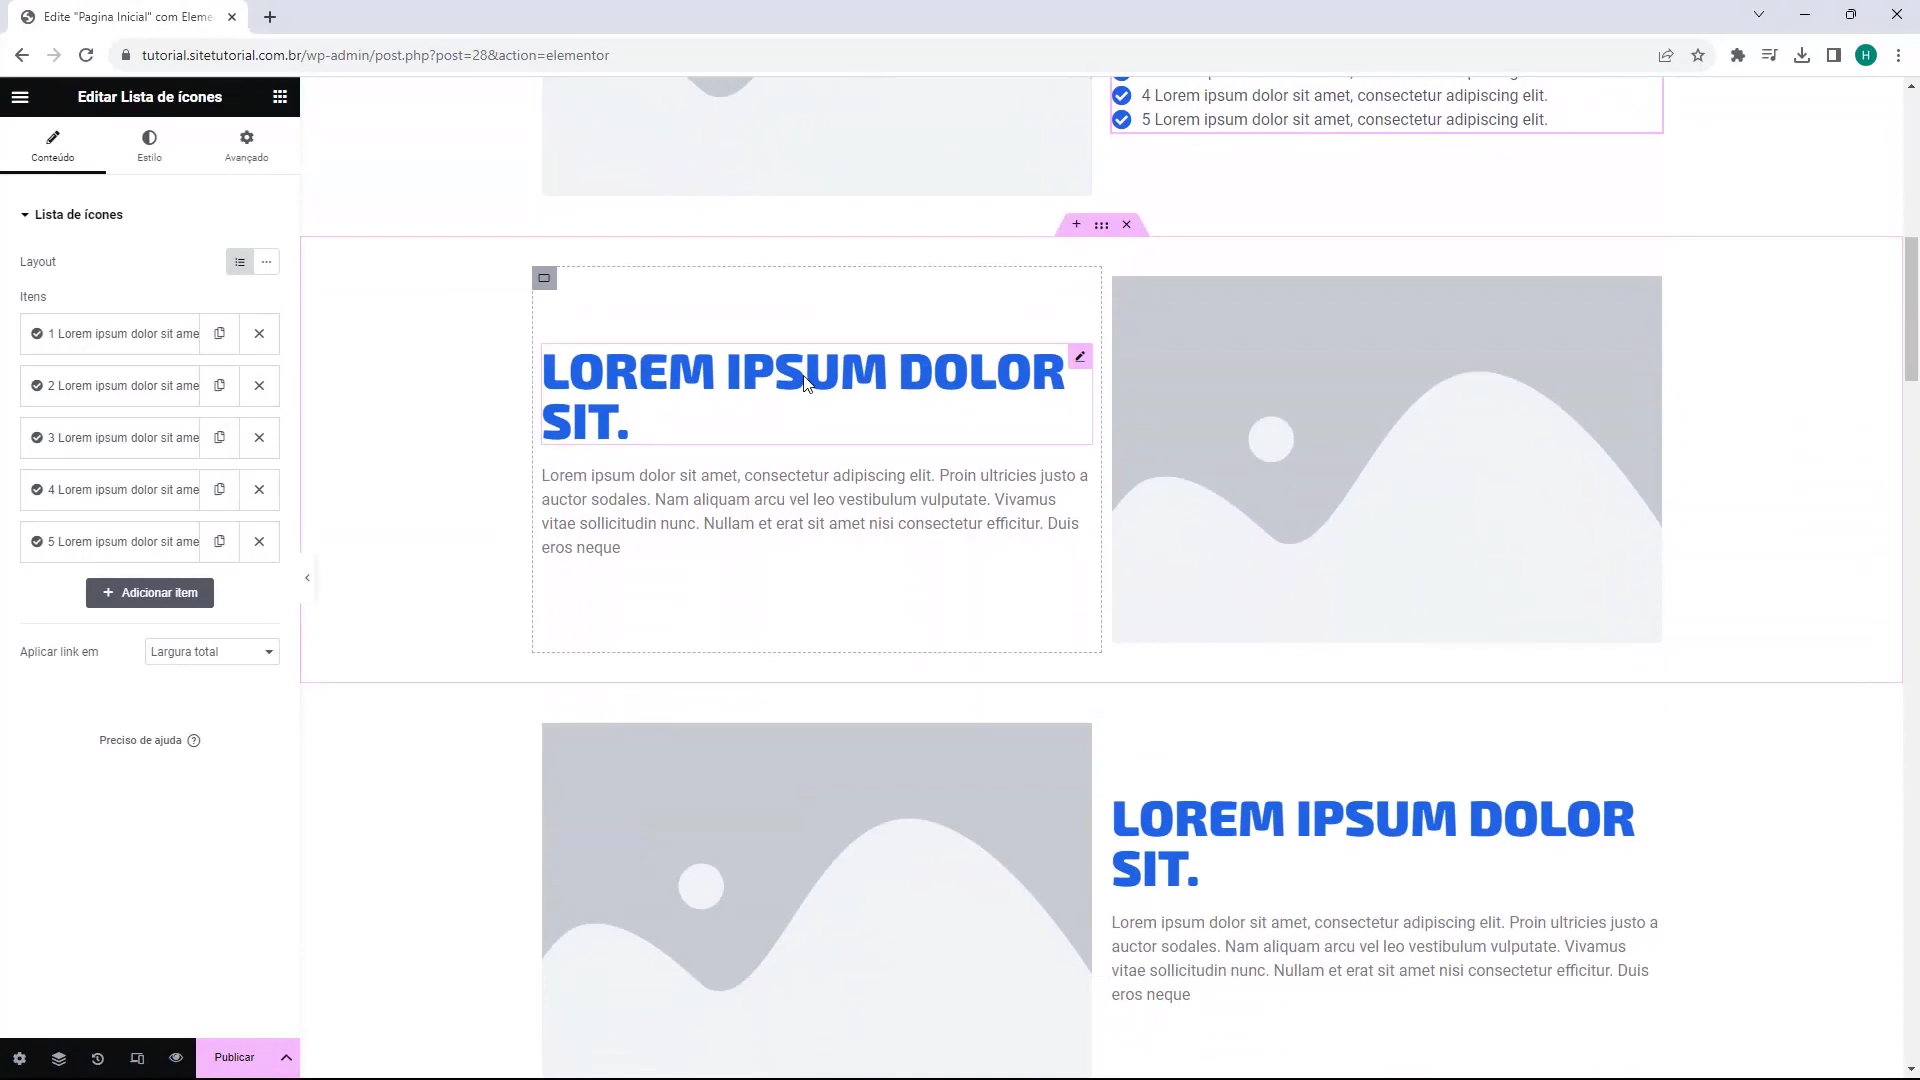 Edite "Pagina Inicial" com Eleme
tutorial.sitetutorial.com.br/wp-admin/post.php?post=28&action=elementor
H
Editar Lista de ícones
Conteúdo
Estilo
Avançado
Lista de ícones
Layout
Itens
1 Lorem ipsum dolor sit ame
2 Lorem ipsum dolor sit ame
3 Lorem ipsum dolor sit ame
4 Lorem ipsum dolor sit ame
5 Lorem ipsum dolor sit ame
Adicionar item
Aplicar link em
Largura total
Preciso de ajuda
Publicar
4 Lorem ipsum dolor sit amet, consectetur adipiscing elit.
5 Lorem ipsum dolor sit amet, consectetur adipiscing elit.
LOREM IPSUM DOLOR
SIT.
Lorem ipsum dolor sit amet, consectetur adipiscing elit. Proin ultricies justo a
auctor sodales. Nam aliquam arcu vel leo vestibulum vulputate. Vivamus
vitae sollicitudin nunc. Nullam et erat sit amet nisi consectetur efficitur. Duis
eros neque
LOREM IPSUM DOLOR
SIT.
Lorem ipsum dolor sit amet, consectetur adipiscing elit. Proin ultricies justo a
auctor sodales. Nam aliquam arcu vel leo vestibulum vulputate. Vivamus
vitae sollicitudin nunc. Nullam et erat sit amet nisi consectetur efficitur. Duis
eros neque